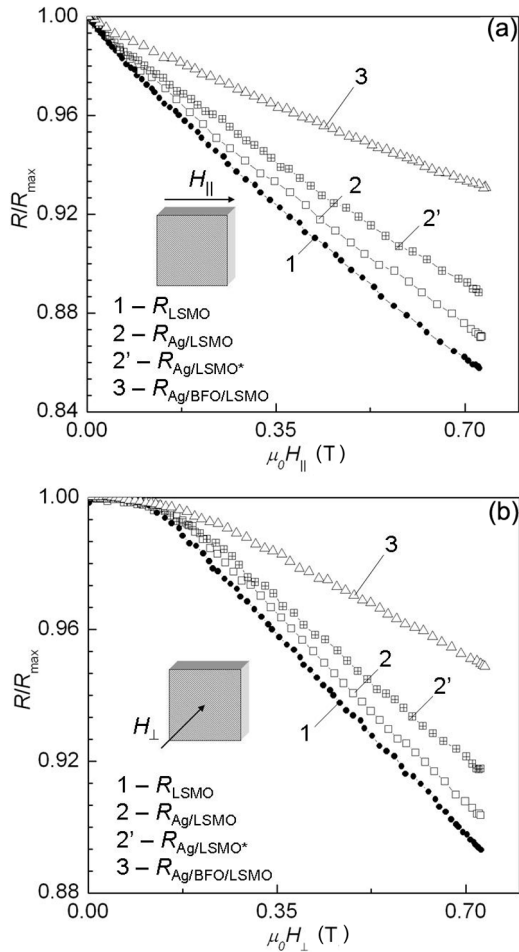 1.00
(a)
3
0.96
R/Rmax
H||
0.92
2
2'
1
1 – RLSMO
2 – RAg/LSMO
0.88
2' – RAg/LSMO*
3 – RAg/BFO/LSMO
0.84
0.00 0.35 0.70
μ0H|| (T)
1.00
(b)
3
0.96
R/Rmax
2
2'
1
H⊥
0.92
1 – RLSMO
2 – RAg/LSMO
2' – RAg/LSMO*
3 – RAg/BFO/LSMO
0.88
0.00 0.35 0.70
μ0H⊥ (T)